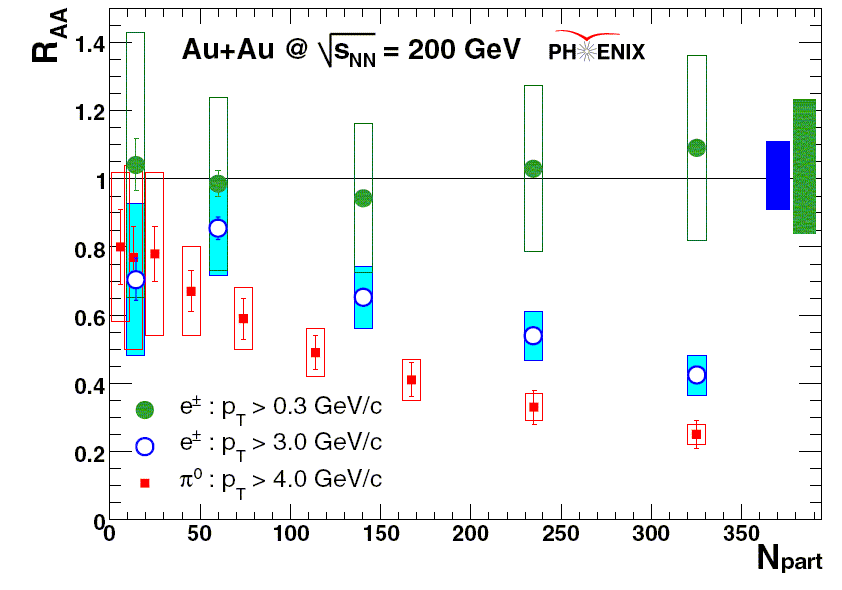 R_AA
Au+Au @ √s_NN = 200 GeV PH✳ENIX
1.4
1.2
1
0.8
0.6
0.4
0.2
0
e± : p_T > 0.3 GeV/c
e± : p_T > 3.0 GeV/c
π⁰ : p_T > 4.0 GeV/c
0 50 100 150 200 250 300 350
N_part